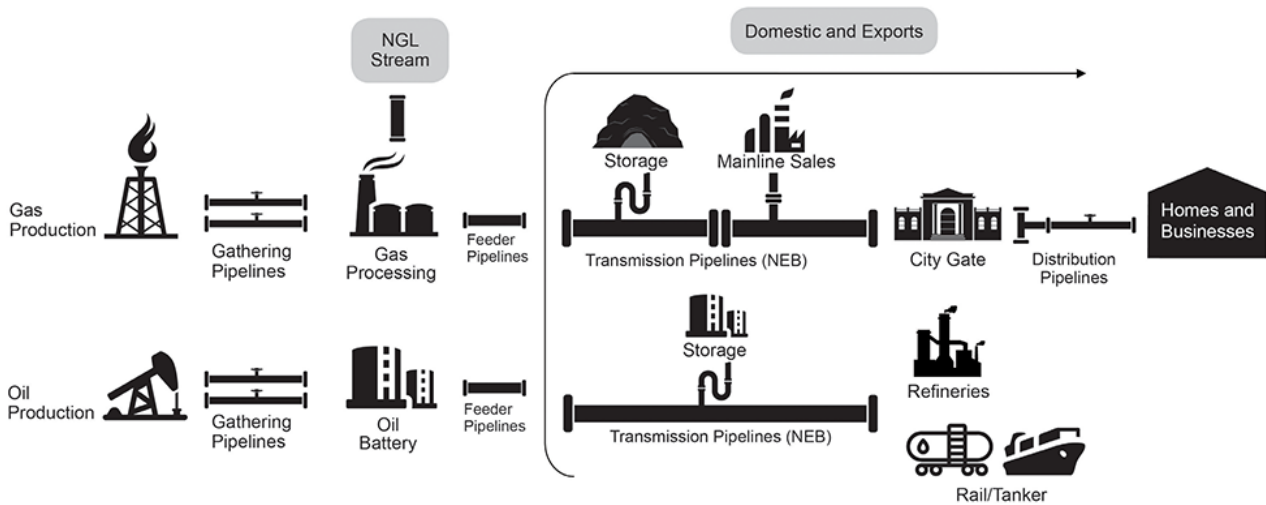 NGL
Stream
Domestic and Exports
Storage
Mainline Sales
Gas
Production
Gathering
Pipelines
Gas
Processing
Feeder
Pipelines
Transmission Pipelines (NEB)
City Gate
Distribution
Pipelines
Homes and
Businesses
Storage
Refineries
Oil
Production
Gathering
Pipelines
Oil
Battery
Feeder
Pipelines
Transmission Pipelines (NEB)
Rail/Tanker